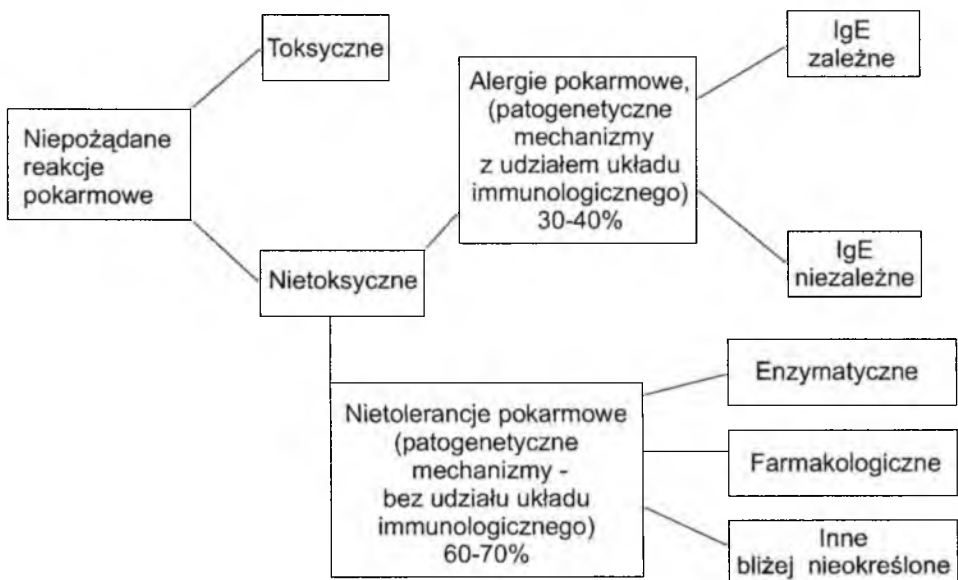 Niepożądane
reakcje
pokarmowe
Toksyczne
Nietoksyczne
Alergie pokarmowe,
(patogenetyczne
mechanizmy
z udziałem układu
immunologicznego)
30-40%
IgE
zależne
IgE
niezależne
Nietolerancje pokarmowe
(patogenetyczne
mechanizmy -
bez udziału układu
immunologicznego)
60-70%
Enzymatyczne
Farmakologiczne
Inne
bliżej nieokreślone